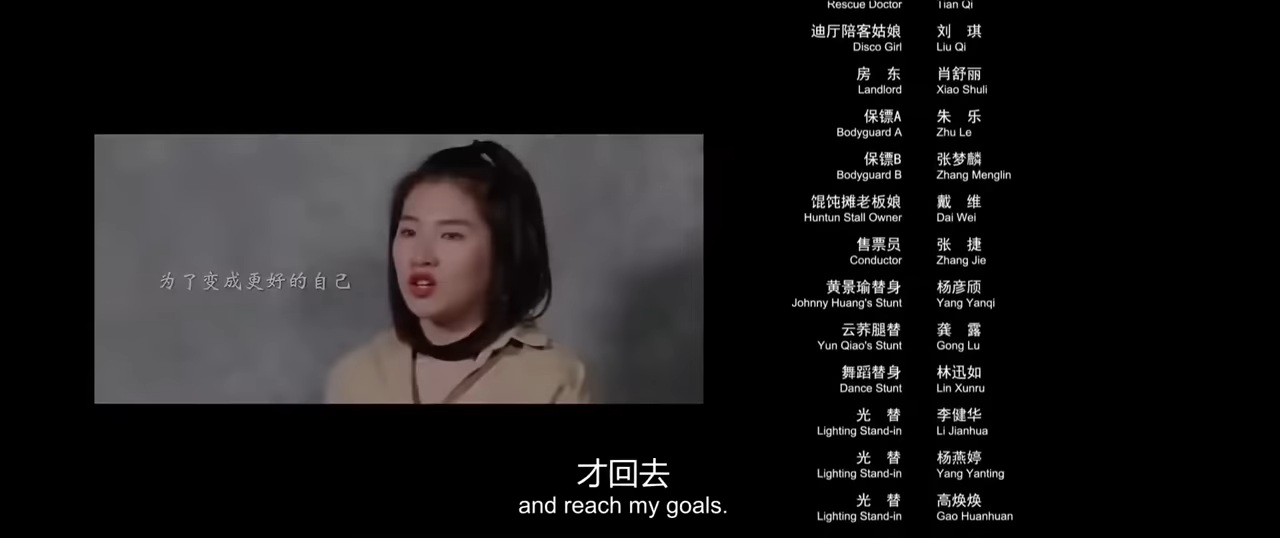 Rescue Doctor Tian Qi
迪厅陪客姑娘 刘 琪
Disco Girl Liu Qi
房 东 肖舒丽
Landlord Xiao Shuli
保镖A 朱 乐
Bodyguard A Zhu Le
保镖B 张梦麟
Bodyguard B Zhang Menglin
馄饨摊老板娘 戴 维
Huntun Stall Owner Dai Wei
售票员 张 捷
Conductor Zhang Jie
黄景瑜替身 杨彦颀
Johnny Huang's Stunt Yang Yanqi
云荞腿替 龚 露
Yun Qiao's Stunt Gong Lu
舞蹈替身 林迅如
Dance Stunt Lin Xunru
光 替 李健华
Lighting Stand-in Li Jianhua
光 替 杨燕婷
Lighting Stand-in Yang Yanting
光 替 高焕焕
Lighting Stand-in Gao Huanhuan
为了变成更好的自己
才回去
and reach my goals.